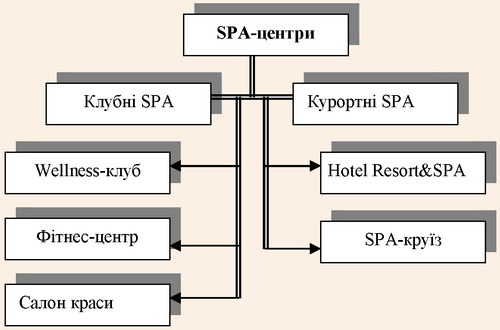 SPA-центри
Клубні SPA
Курортні SPA
Wellness-клуб
Hotel Resort&SPA
Фітнес-центр
SPA-круїз
Салон краси